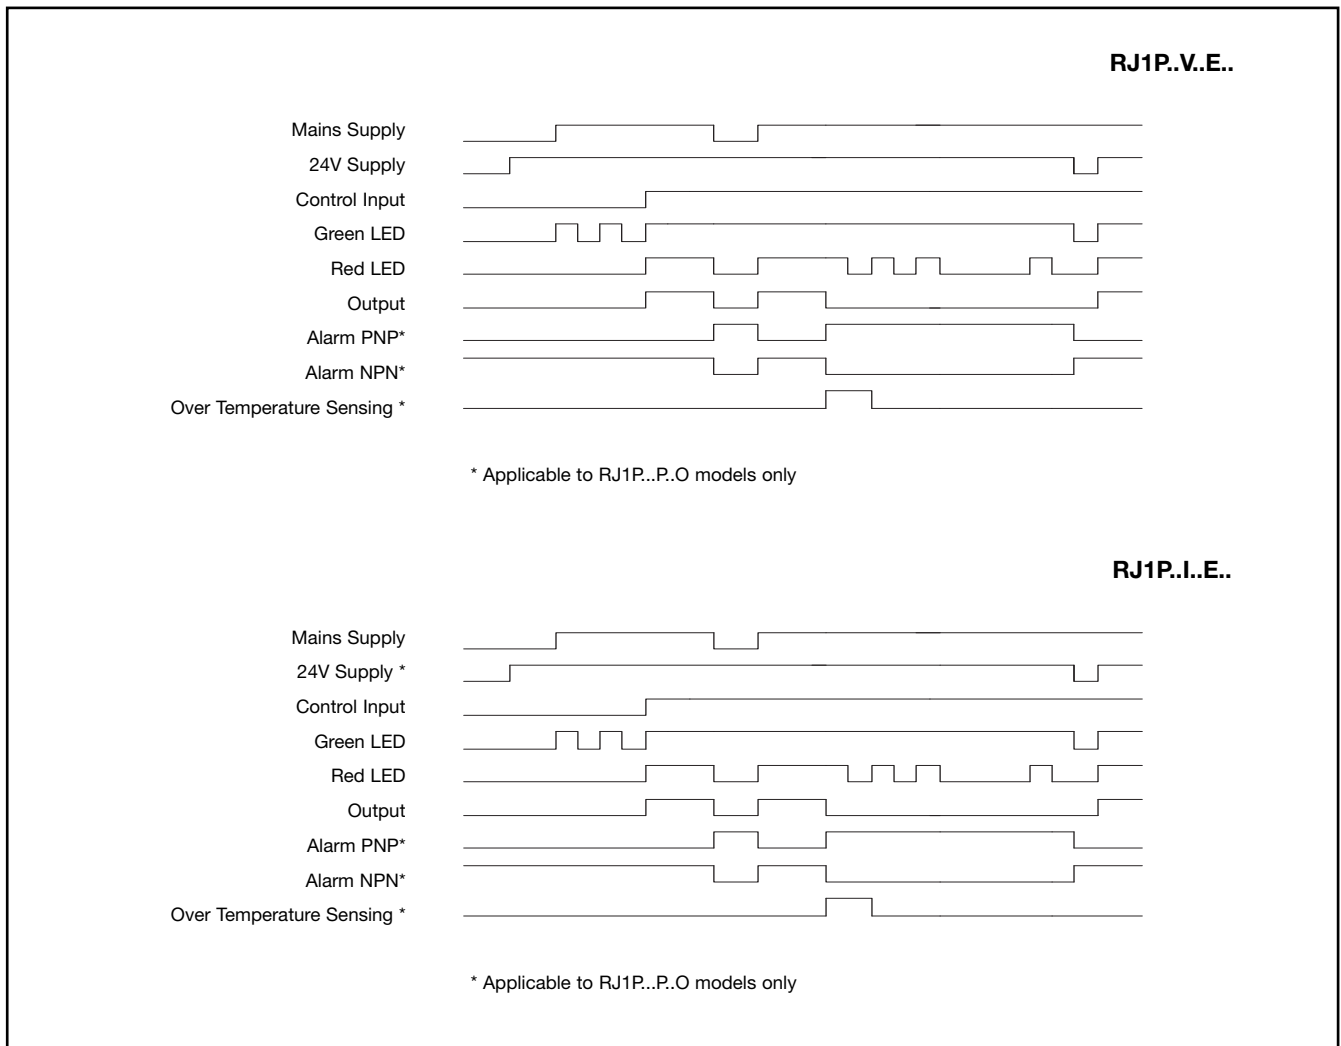 RJ1P..V..E..
Mains Supply
24V Supply
Control Input
Green LED
Red LED
Output
Alarm PNP*
Alarm NPN*
Over Temperature Sensing *
* Applicable to RJ1P...P..O models only
RJ1P..I..E..
Mains Supply
24V Supply *
Control Input
Green LED
Red LED
Output
Alarm PNP*
Alarm NPN*
Over Temperature Sensing *
* Applicable to RJ1P...P..O models only